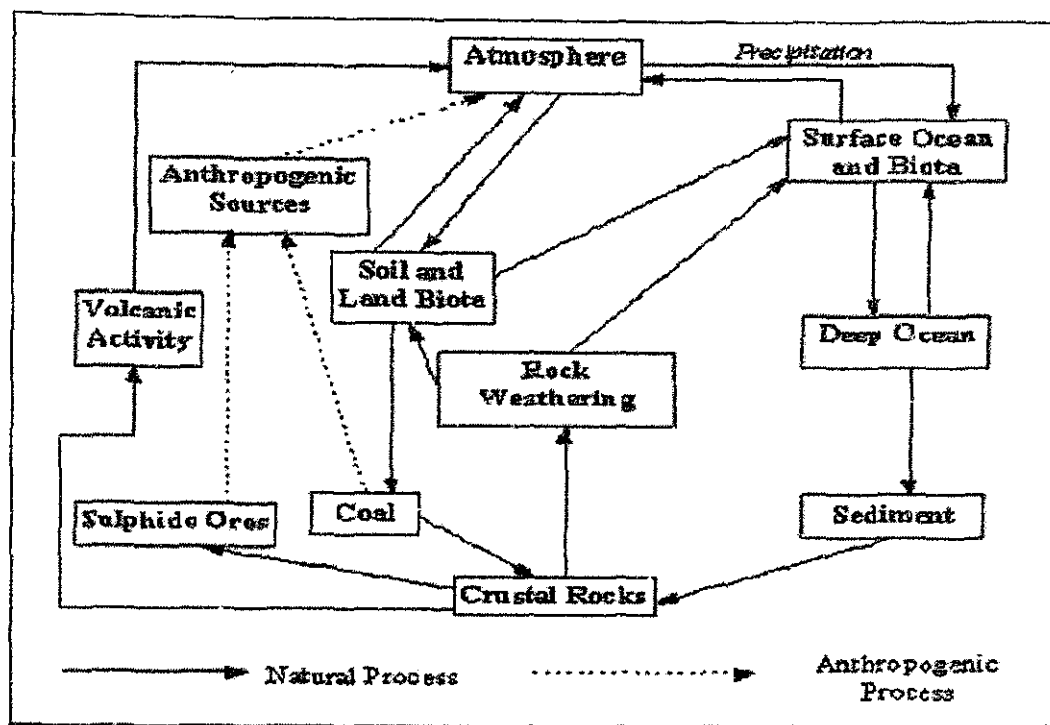 Atmosphere
Precipitation
Surface Ocean
and Biota
Anthropogenic
Sources
Soil and
Land Biota
Volcanic
Activity
Deep Ocean
Rock
Weathering
Sulphide Ores
Coal
Sediment
Crustal Rocks
Natural Process
Anthropogenic
Process